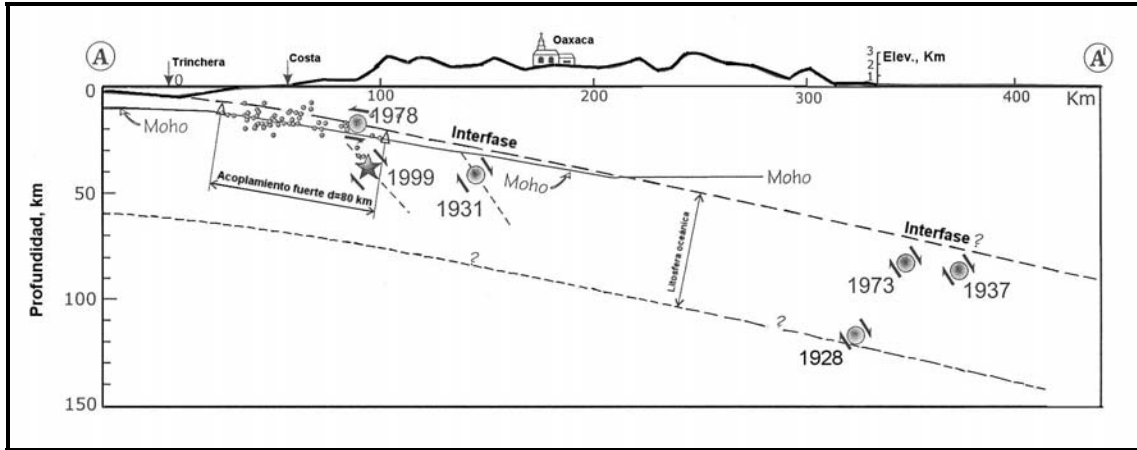 A
Trinchera
Costa
Oaxaca
3
2
1
Elev., Km
A'
0
0
100
200
300
400
Km
Moho
1978
Interfase
50
Acoplamiento fuerte d=80 km
1999
1931
Moho
Moho
Profundidad, km
?
Litosfera oceánica
Interfase ?
1973
1937
100
?
1928
150